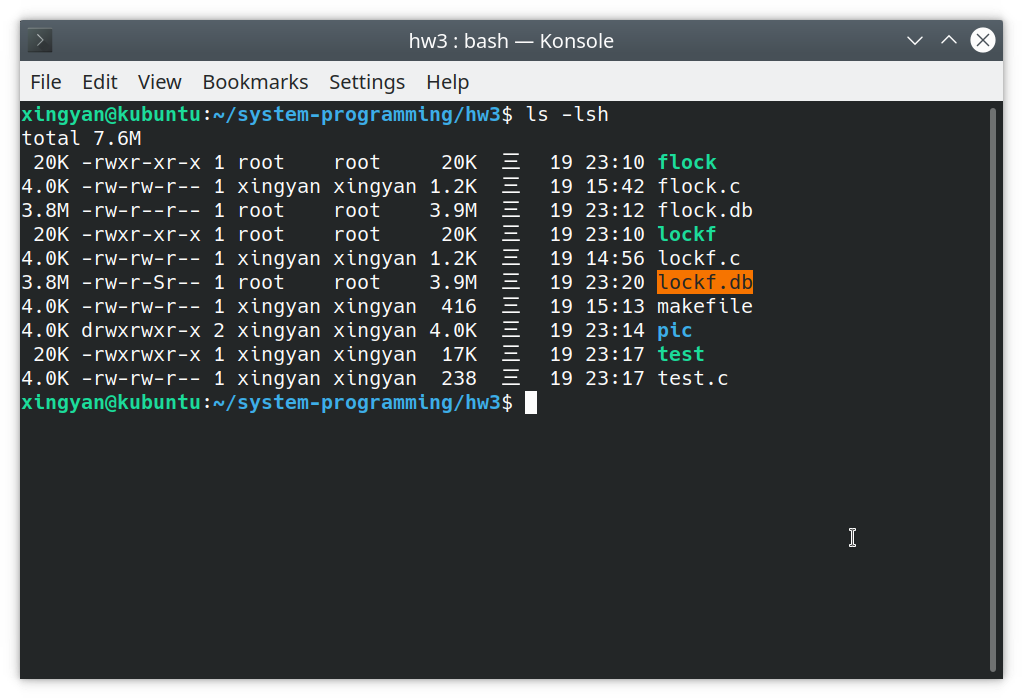 hw3 : bash — Konsole
File Edit View Bookmarks Settings Help
xingyan@kubuntu:~/system-programming/hw3$ ls -lsh
total 7.6M
 20K -rwxr-xr-x 1 root    root     20K  三  19 23:10 flock
4.0K -rw-rw-r-- 1 xingyan xingyan 1.2K  三  19 15:42 flock.c
3.8M -rw-r--r-- 1 root    root    3.9M  三  19 23:12 flock.db
 20K -rwxr-xr-x 1 root    root     20K  三  19 23:10 lockf
4.0K -rw-rw-r-- 1 xingyan xingyan 1.2K  三  19 14:56 lockf.c
3.8M -rw-r-Sr-- 1 root    root    3.9M  三  19 23:20 lockf.db
4.0K -rw-rw-r-- 1 xingyan xingyan  416  三  19 15:13 makefile
4.0K drwxrwxr-x 2 xingyan xingyan 4.0K  三  19 23:14 pic
 20K -rwxrwxr-x 1 xingyan xingyan  17K  三  19 23:17 test
4.0K -rw-rw-r-- 1 xingyan xingyan  238  三  19 23:17 test.c
xingyan@kubuntu:~/system-programming/hw3$